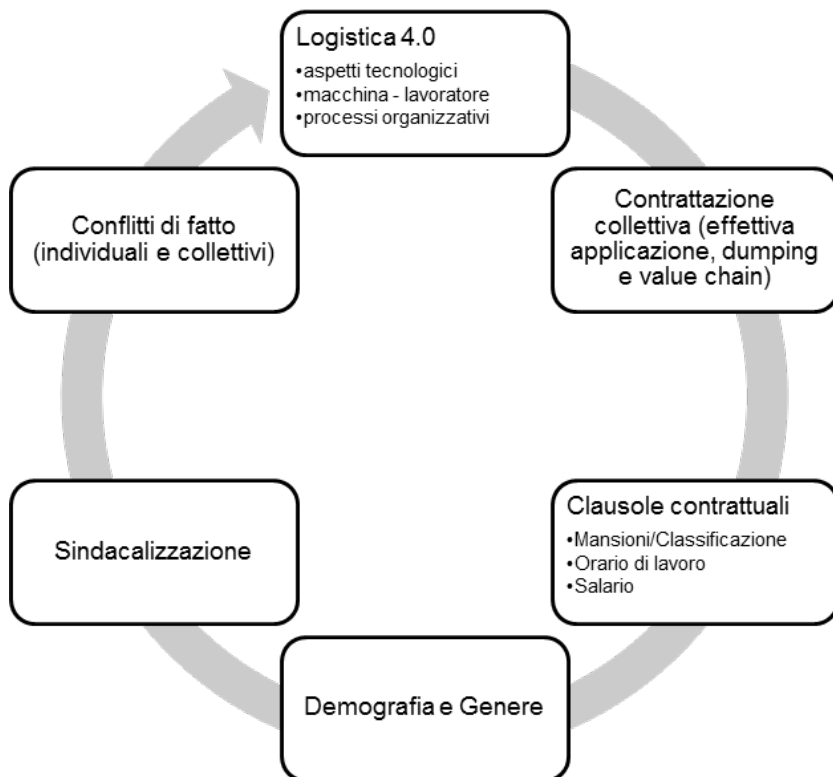 Logistica 4.0
•aspetti tecnologici
•macchina - lavoratore
•processi organizzativi
Contrattazione
collettiva (effettiva
applicazione, dumping
e value chain)
Clausole contrattuali
•Mansioni/Classificazione
•Orario di lavoro
•Salario
Demografia e Genere
Sindacalizzazione
Conflitti di fatto
(individuali e collettivi)